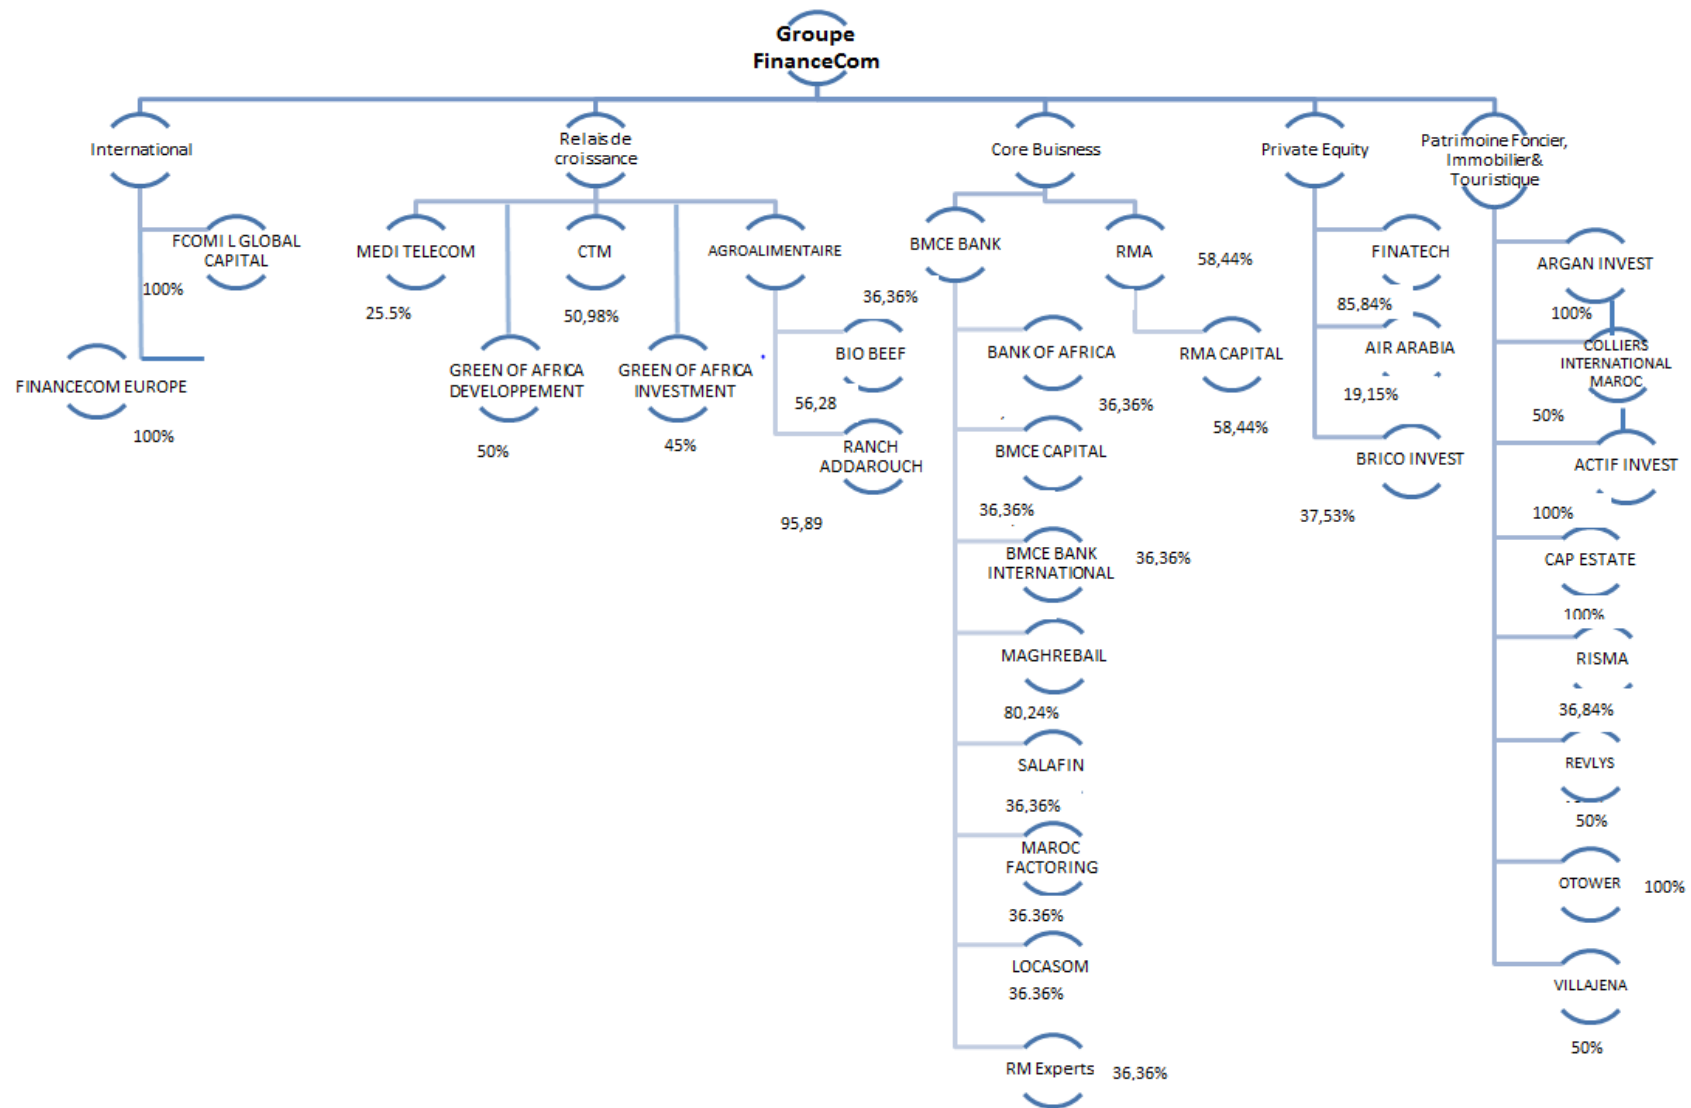 Groupe
FinanceCom
International
Relais de
croissance
Core Buisness
Private Equity
Patrimoine Foncier,
Immobilier&
Touristique
FCOMI L GLOBAL
CAPITAL
100%
FINANCECOM EUROPE
100%
MEDI TELECOM
25.5%
GREEN OF AFRICA
DEVELOPPEMENT
50%
CTM
50,98%
GREEN OF AFRICA
INVESTMENT
45%
AGROALIMENTAIRE
BIO BEEF
56,28
RANCH
ADDAROUCH
95,89
BMCE BANK
36,36%
BANK OF AFRICA
36,36%
BMCE CAPITAL
36,36%
BMCE BANK
INTERNATIONAL
36,36%
MAGHREBAIL
80,24%
SALAFIN
36,36%
MAROC
FACTORING
36.36%
LOCASOM
36.36%
RM Experts
36,36%
RMA
58,44%
RMA CAPITAL
58,44%
FINATECH
85,84%
AIR ARABIA
19,15%
BRICO INVEST
37,53%
ARGAN INVEST
100%
COLLIERS
INTERNATIONAL
MAROC
50%
ACTIF INVEST
100%
CAP ESTATE
100%
RISMA
36,84%
REVLYS
50%
OTOWER
100%
VILLAJENA
50%